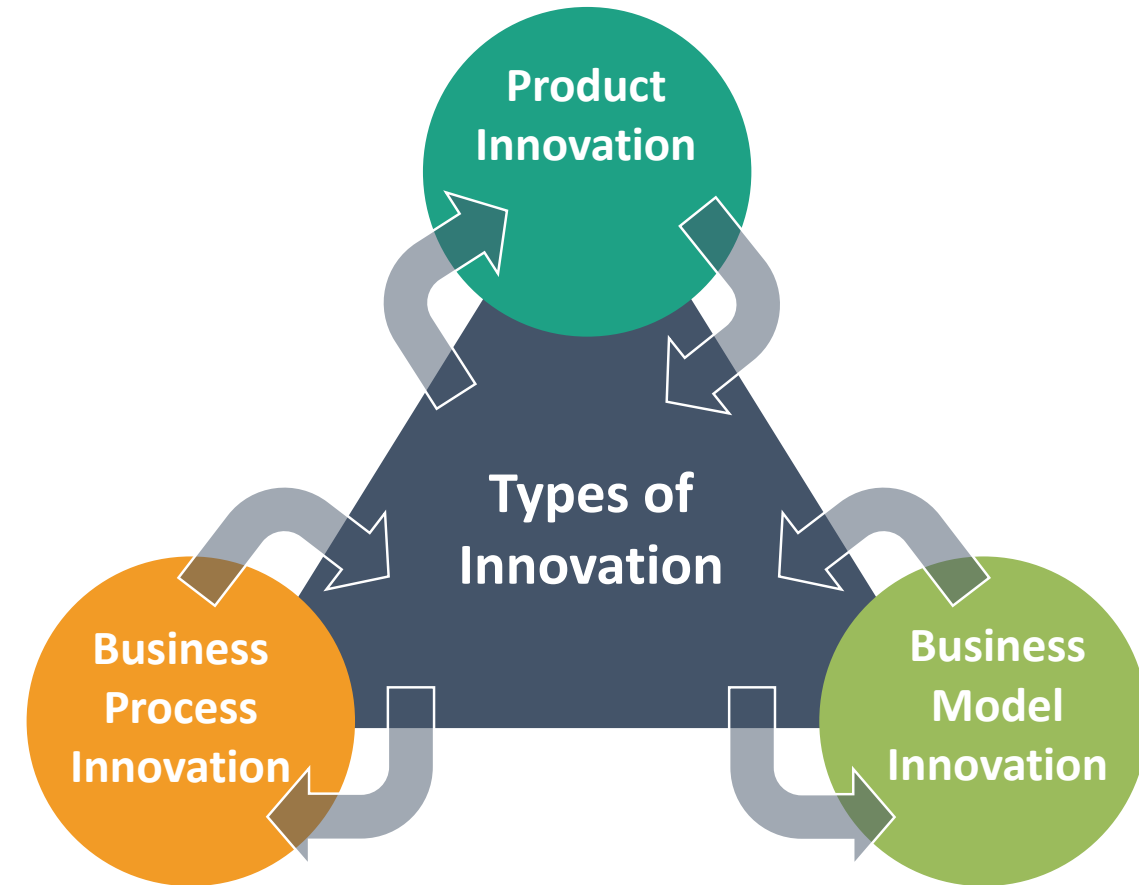 Product
Innovation
Types of
Innovation
Business
Process
Innovation
Business
Model
Innovation